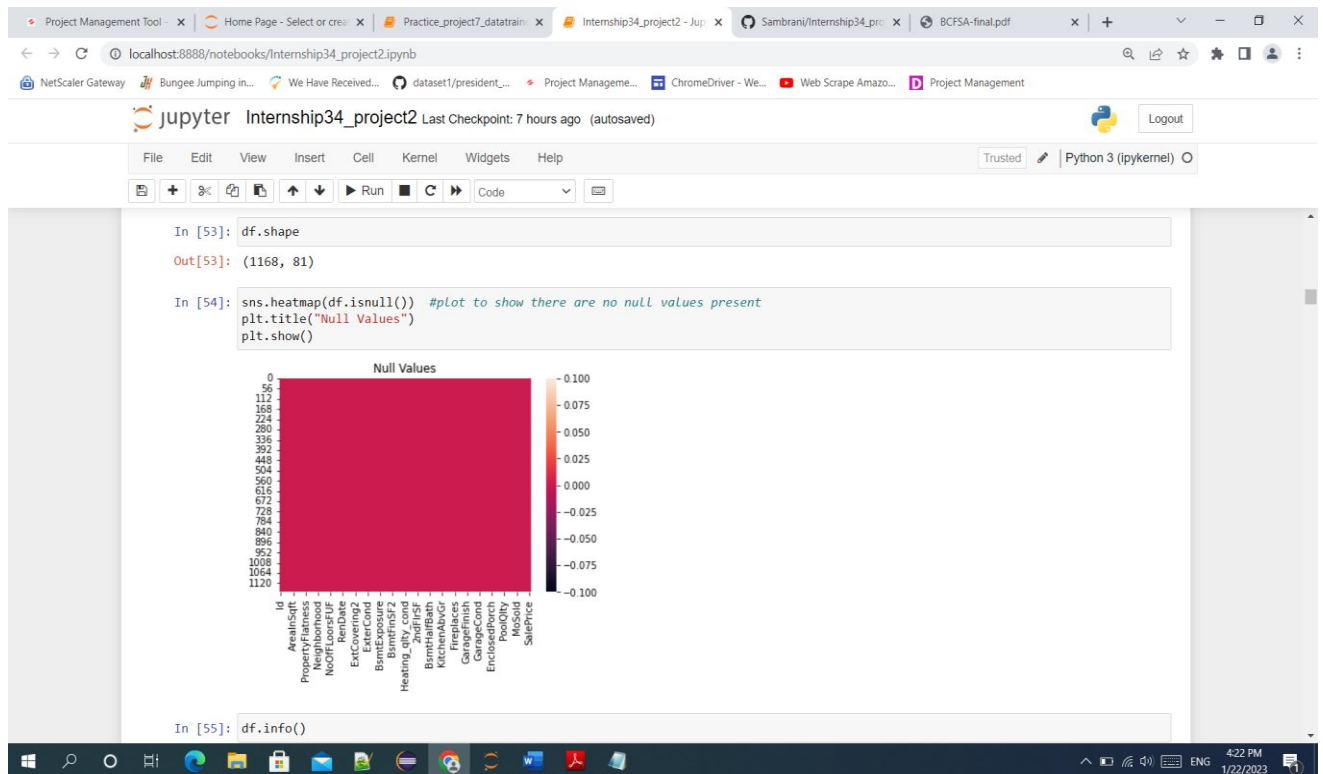 Project Management Tool -
Home Page - Select or crea
Practice_project7_datatrain
Internship34_project2 - Jup
Sambrani/Internship34_pro
BCFSA-final.pdf
localhost:8888/notebooks/Internship34_project2.ipynb
NetScaler Gateway
Bungee Jumping in...
We Have Received...
dataset1/president_...
Project Manageme...
ChromeDriver - We...
Web Scrape Amazo...
Project Management
jupyter Internship34_project2 Last Checkpoint: 7 hours ago (autosaved)
Logout
File Edit View Insert Cell Kernel Widgets Help
Trusted Python 3 (ipykernel)
Run Code
In [53]: df.shape
Out[53]: (1168, 81)
In [54]: sns.heatmap(df.isnull()) #plot to show there are no null values present
plt.title("Null Values")
plt.show()
Null Values
0
56
112
168
224
280
336
392
448
504
560
616
672
728
784
840
896
952
1008
1064
1120
0.100
0.075
0.050
0.025
0.000
−0.025
−0.050
−0.075
−0.100
Id
AreaInSqft
PropertyFlatness
Neighborhood
NoOfFLoorsFUF
RenDate
ExtCovering2
ExterCond
BsmtExposure
BsmtFinSF2
Heating_qlty_cond
2ndFlrSF
BsmtHalfBath
KitchenAbvGr
Fireplaces
GarageFinish
GarageCond
EnclosedPorch
PoolQlty
MoSold
SalePrice
In [55]: df.info()
ENG
4:22 PM
1/22/2023